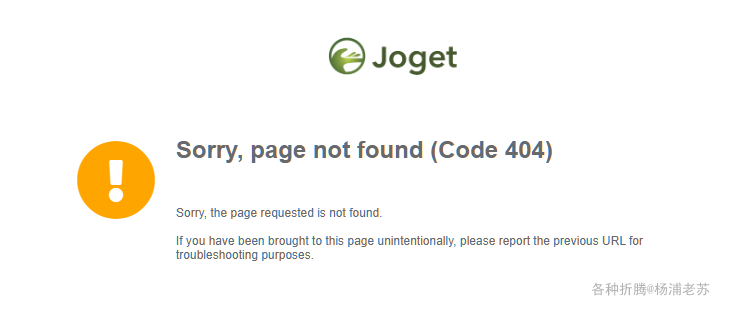 Joget
Sorry, page not found (Code 404)
Sorry, the page requested is not found.
If you have been brought to this page unintentionally, please report the previous URL for
troubleshooting purposes.
各种折腾@杨浦老苏